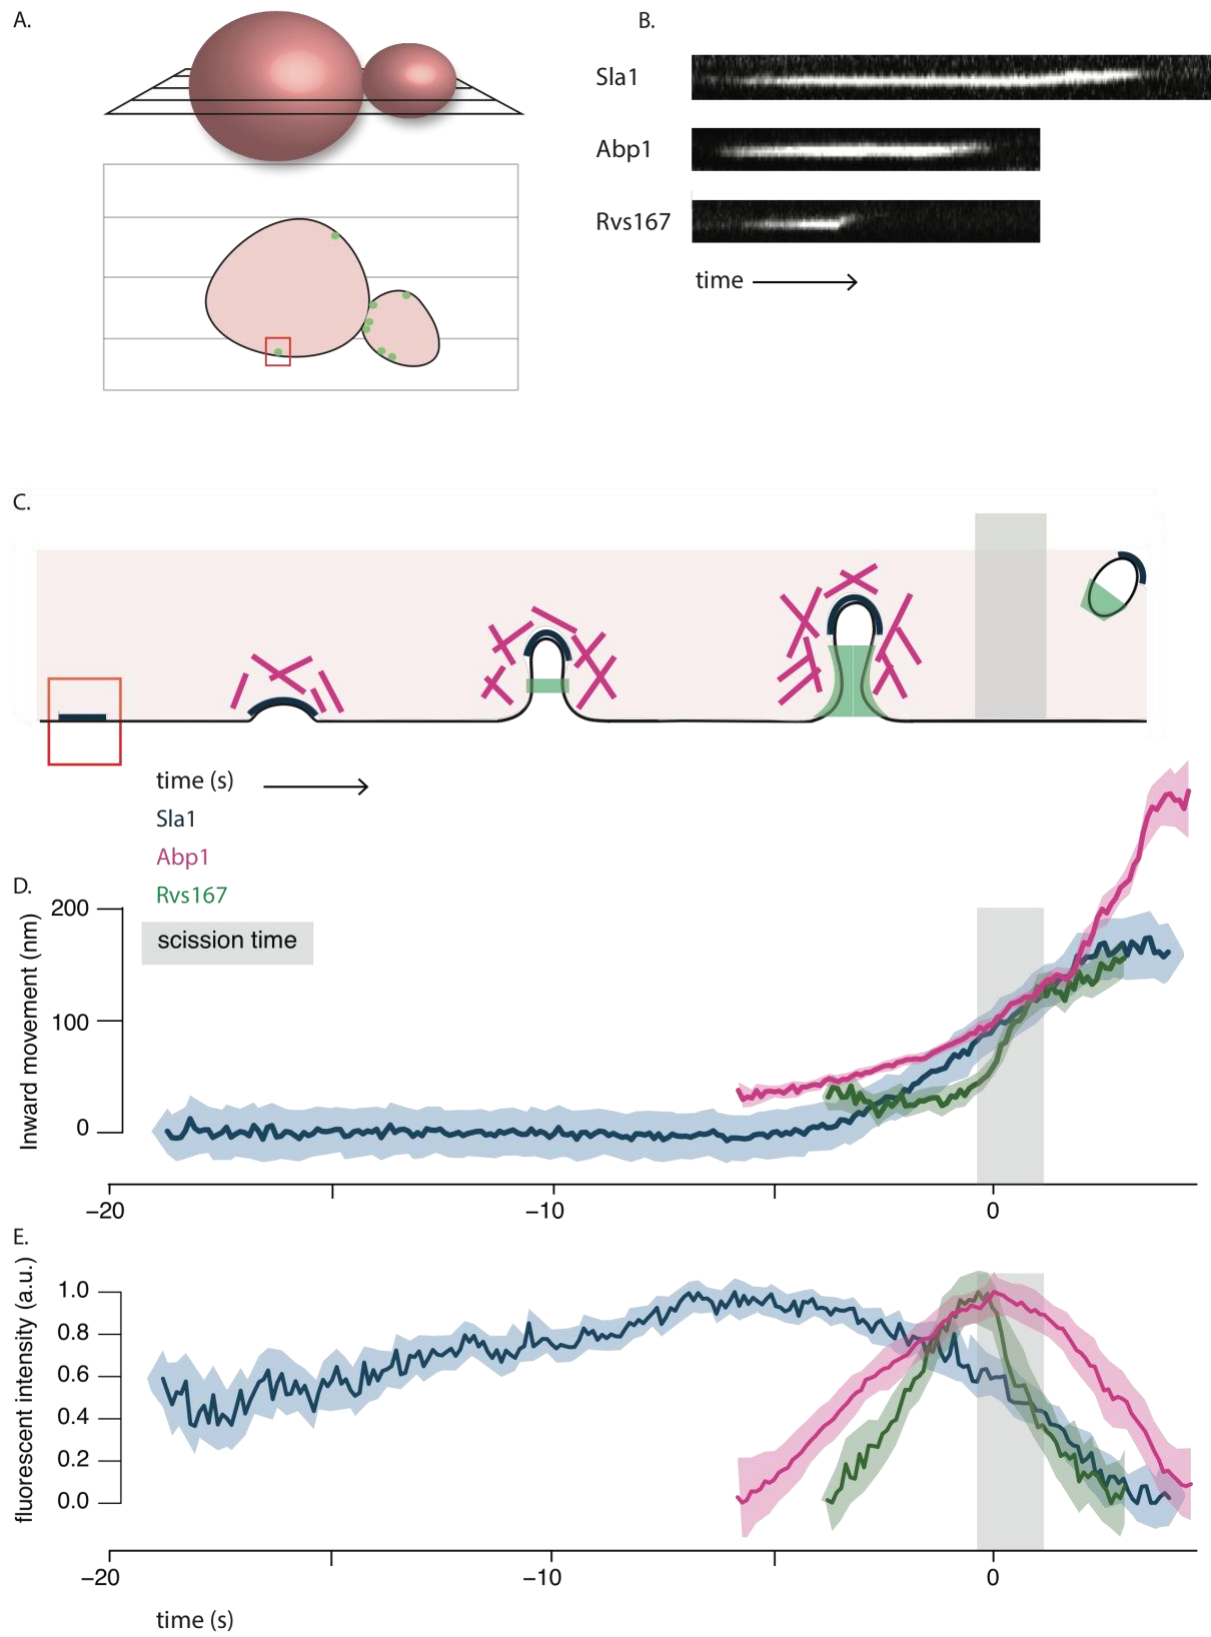 A.
B.
Sla1
Abp1
Rvs167
time
C.
time (s)
Sla1
Abp1
Rvs167
scission time
D.
Inward movement (nm)
200
100
0
−20
−10
0
E.
fluorescent intensity (a.u.)
1.0
0.8
0.6
0.4
0.2
0.0
−20
−10
0
time (s)